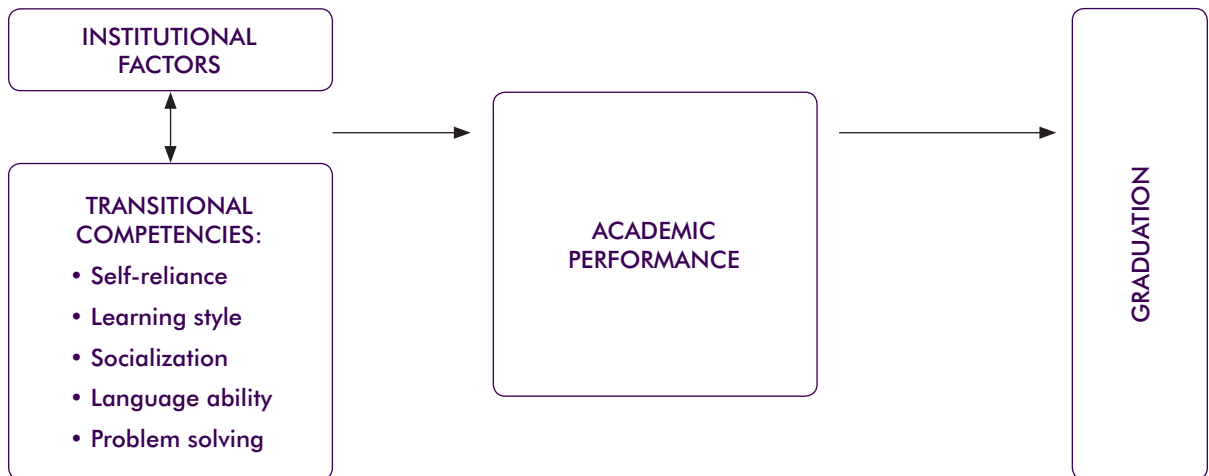 INSTITUTIONAL
FACTORS
TRANSITIONAL
COMPETENCIES:
• Self-reliance
• Learning style
• Socialization
• Language ability
• Problem solving
ACADEMIC
PERFORMANCE
GRADUATION